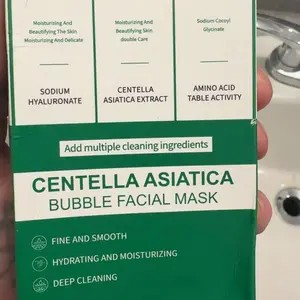 Moisturizing And
Beautifying The Skin
Moisturizing And Delicate
Moisturizing And
Beautifying Skin
double Care
Sodium Cocoyl
Glycinate
SODIUM
HYALURONATE
CENTELLA
ASIATICA EXTRACT
AMINO ACID
TABLE ACTIVITY
Add multiple cleaning ingredients
CENTELLA ASIATICA
BUBBLE FACIAL MASK
FINE AND SMOOTH
HYDRATING AND MOISTURIZING
DEEP CLEANING